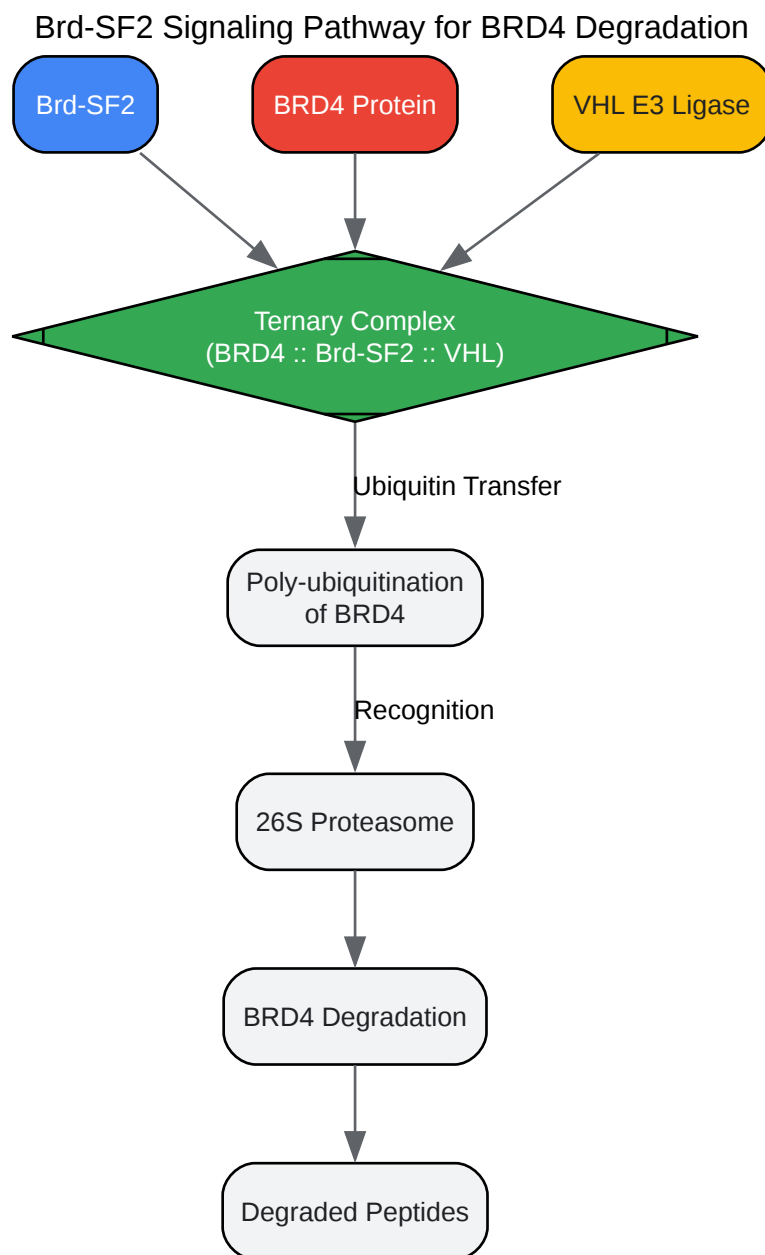 Brd-SF2 Signaling Pathway for BRD4 Degradation
Brd-SF2
BRD4 Protein
VHL E3 Ligase
Ternary Complex
(BRD4 :: Brd-SF2 :: VHL)
Ubiquitin Transfer
Poly-ubiquitination
of BRD4
Recognition
26S Proteasome
BRD4 Degradation
Degraded Peptides